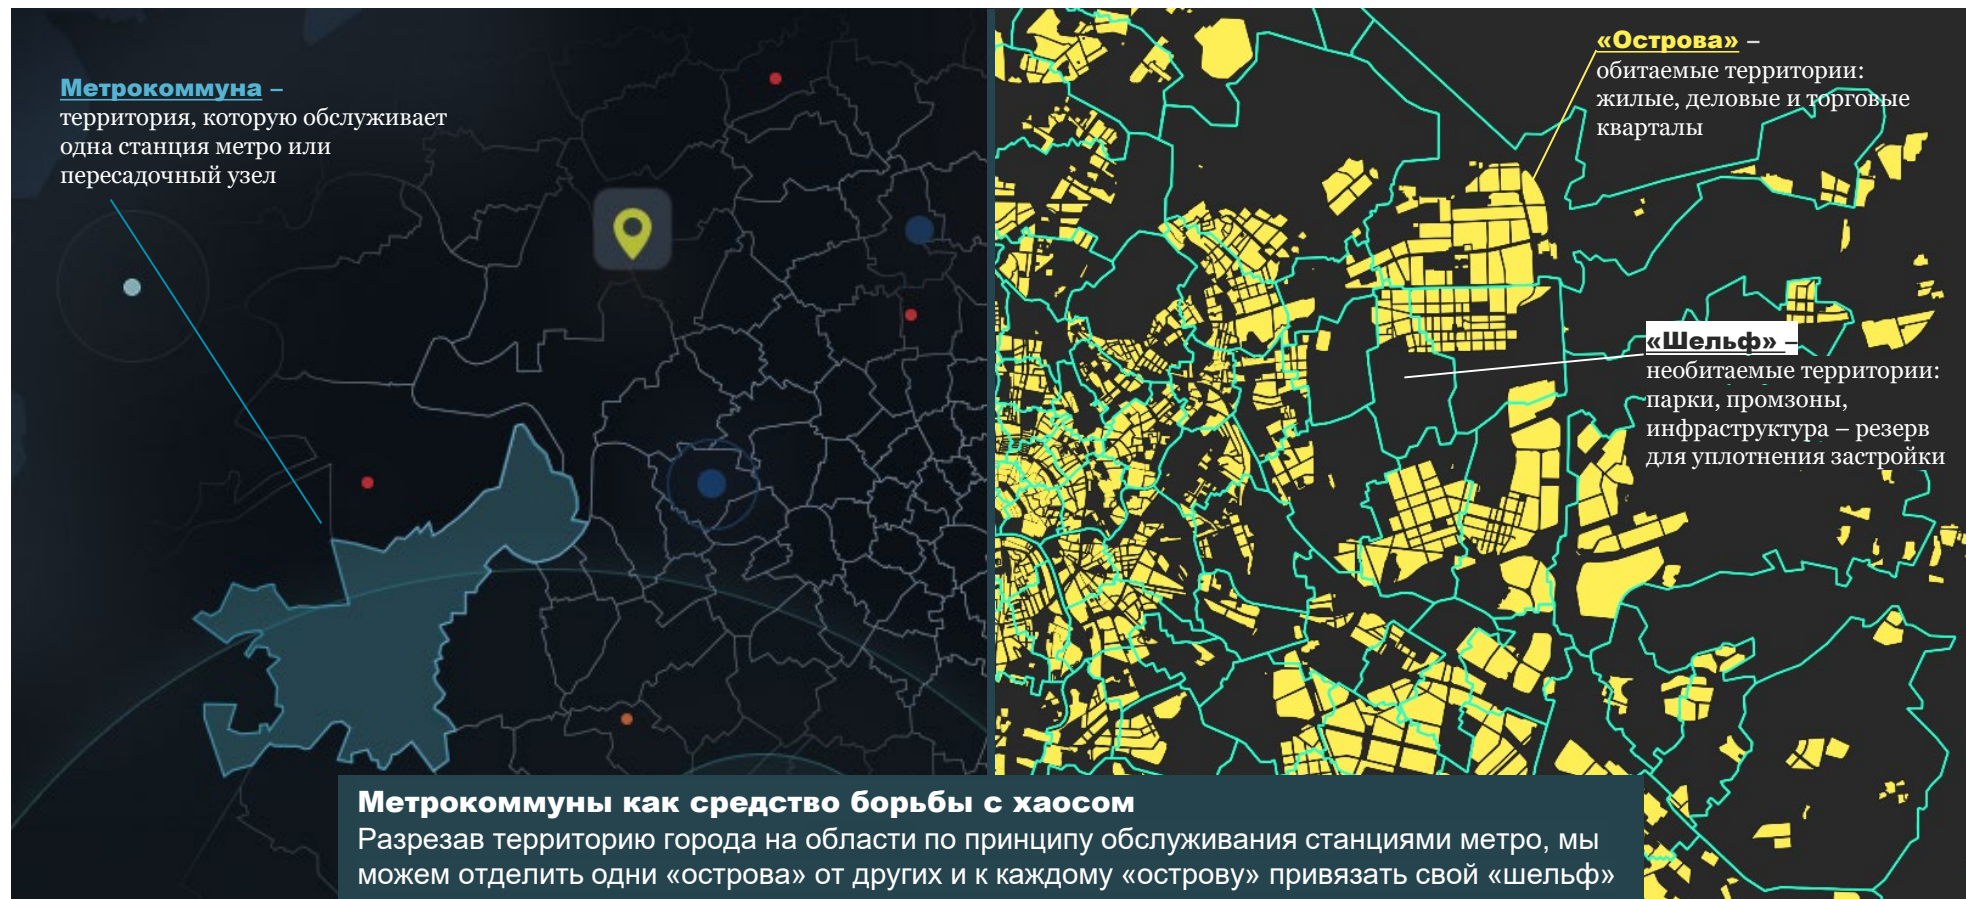 Метрокоммуна –
территория, которую обслуживает
одна станция метро или
пересадочный узел
«Острова» –
обитаемые территории:
жилые, деловые и торговые
кварталы
«Шельф» –
необитаемые территории:
парки, промзоны,
инфраструктура – резерв
для уплотнения застройки
Метрокоммуны как средство борьбы с хаосом
Разрезав территорию города на области по принципу обслуживания станциями метро, мы
можем отделить одни «острова» от других и к каждому «острову» привязать свой «шельф»